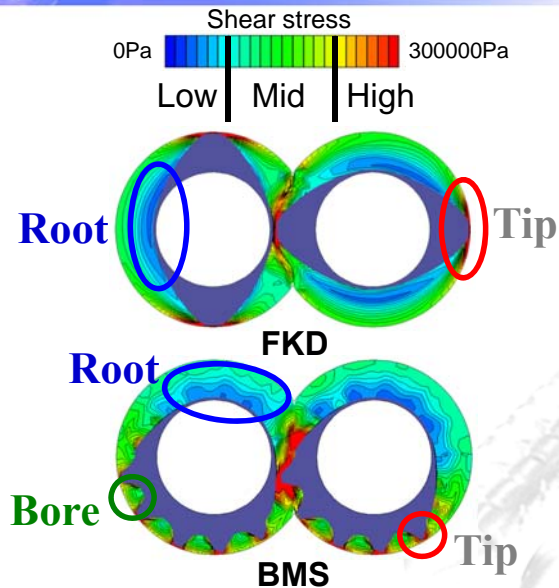 Shear stress
0Pa 300000Pa
Low Mid High
Root Tip
FKD
Root
Bore
Tip
BMS